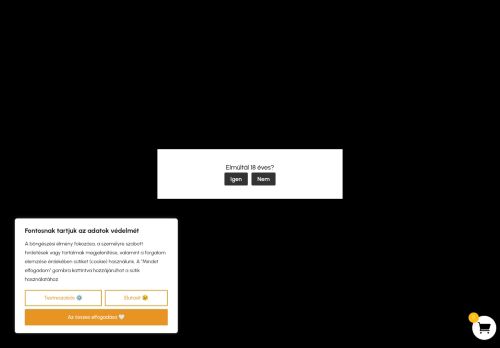 Elmúltál 18 éves?
Igen Nem
Fontosnak tartjuk az adatok védelmét
A böngészési élmény fokozása, a személyre szabott
hirdetések vagy tartalmak megjelenítése, valamint a forgalom
elemzése érdekében sütiket (cookie) használunk. A "Mindet
elfogadom" gombra kattintva hozzájárulhat a sütik
használatához.
Testreszabás ⚙️ Elutasít 😢
Az összes elfogadása 🤍